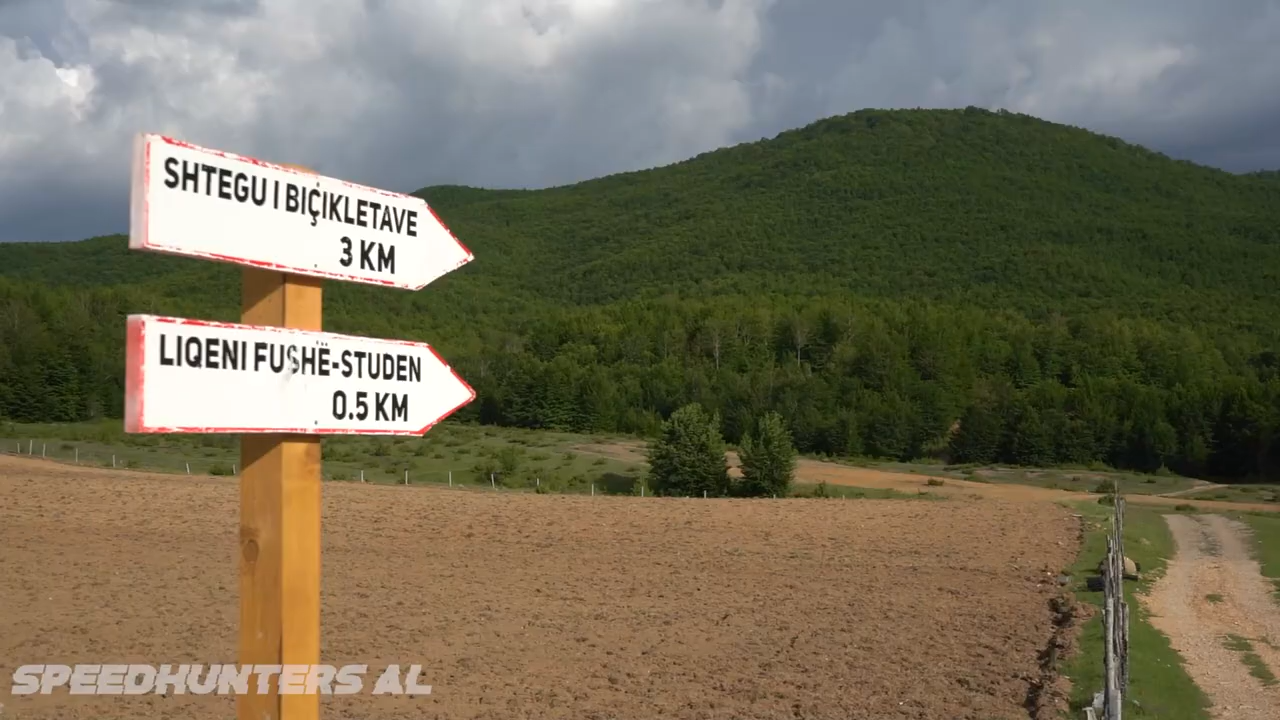 SHTEGU I BIÇIKLETAVE
3 KM
LIQENI FUSHË-STUDEN
0.5 KM
SPEEDHUNTERS AL